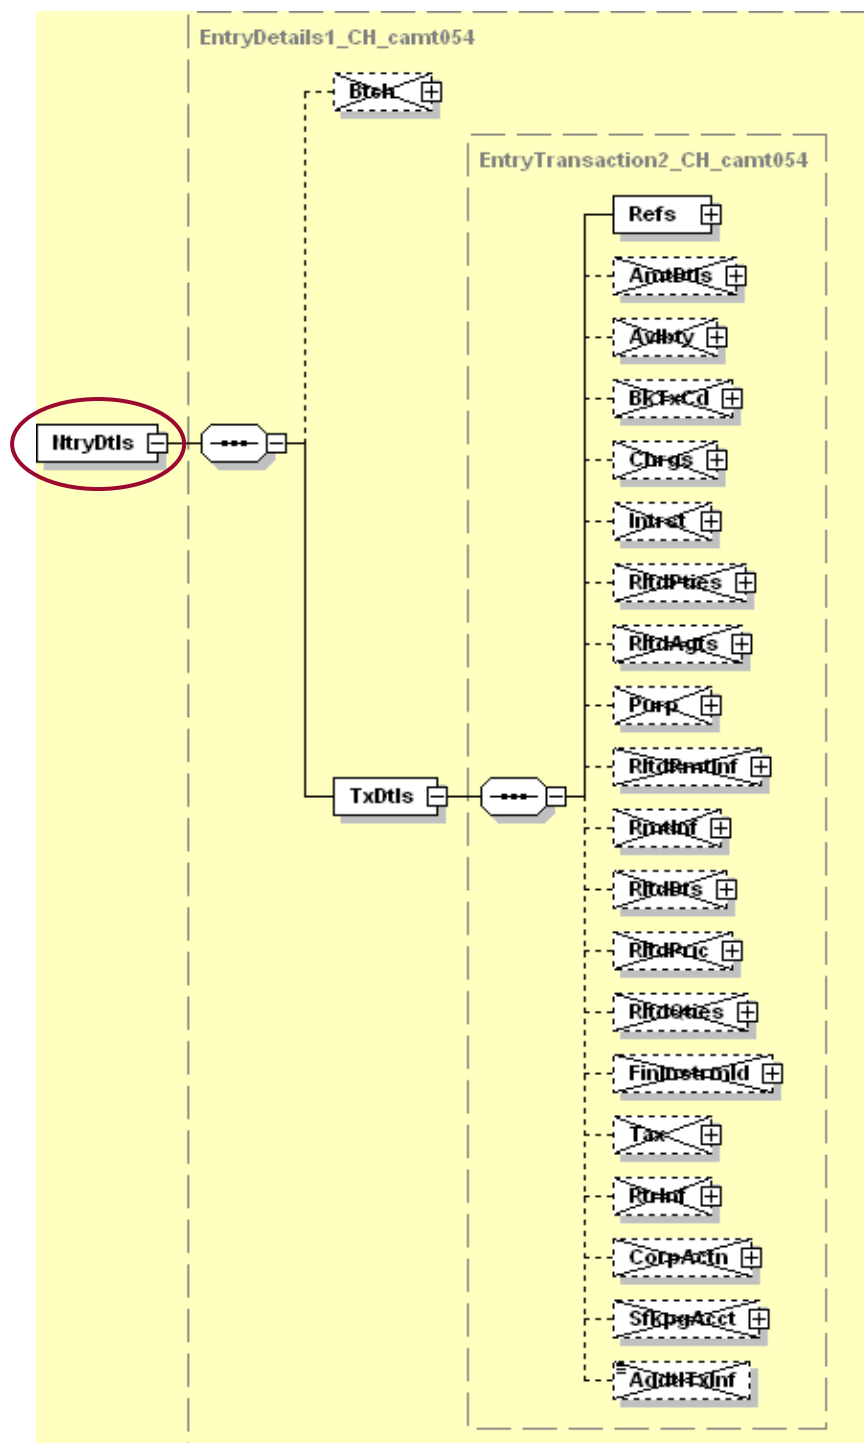 EntryDetails1_CH_camt054
Btch
EntryTransaction2_CH_camt054
Refs
AmtDtls
Avlbty
BkTxCd
NtryDtls
Chrgs
Intrst
RltdPties
RltdAgts
Purp
RltdRmtInf
TxDtls
RmtInf
RltdDts
RltdPric
RltdQties
FinInstrmId
Tax
RtrInf
CorpActn
SfkpgAcct
AddtlTxInf